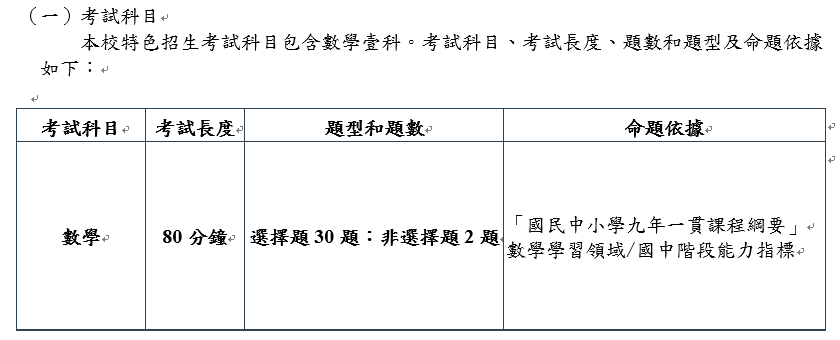 （一）考試科目
本校特色招生考試科目包含數學壹科。考試科目、考試長度、題數和題型及命題依據
如下：
考試科目 考試長度 題型和題數 命題依據
數學 80 分鐘 選擇題 30 題：非選擇題 2 題 「國民中小學九年一貫課程綱要」
數學學習領域/國中階段能力指標